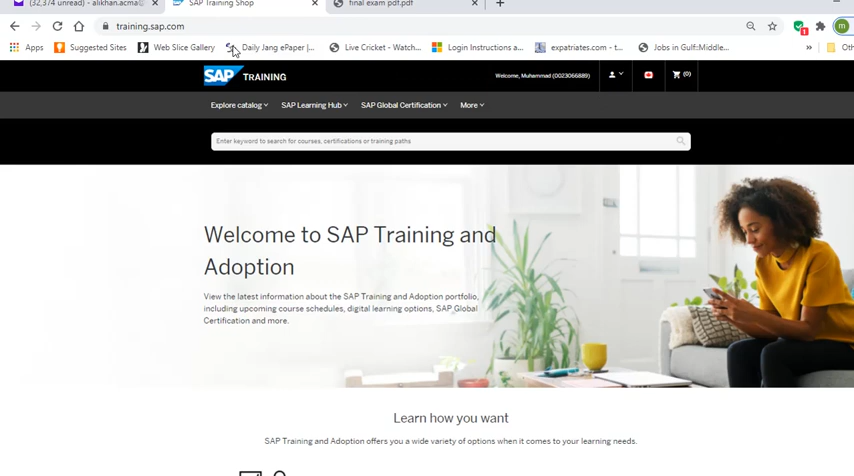 (32,374 unread) - alikhan.acma@
SAP Training Shop
final exam pdf.pdf
training.sap.com
Apps
Suggested Sites
Web Slice Gallery
Daily Jang ePaper |...
Live Cricket - Watch...
Login Instructions a...
expatriates.com - t...
Jobs in Gulf::Middle...
»
1
m
SAP TRAINING
Welcome, Muhammad (0023066889)
(0)
Explore catalog
SAP Learning Hub
SAP Global Certification
More
Enter keyword to search for courses, certifications or training paths
Welcome to SAP Training and
Adoption
View the latest information about the SAP Training and Adoption portfolio,
including upcoming course schedules, digital learning options, SAP Global
Certification and more.
Learn how you want
SAP Training and Adoption offers you a wide variety of options when it comes to your learning needs.